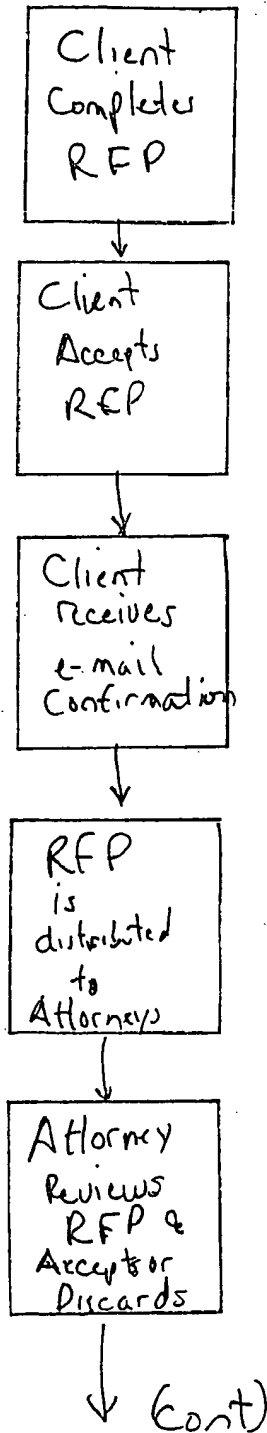 Client
Completes
RFP
Client
Accepts
RFP
Client
receives
e-mail
Confirmation
RFP
is
distributed
to
Attorneys
Attorney
Reviews
RFP &
Accepts or
Discards
(cont)